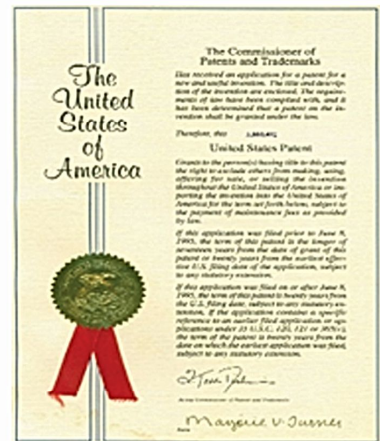 The
United
States
of
America
The Commissioner of
Patents and Trademarks
Has received an application for a patent for a
new and useful invention. The title and descrip-
tion of the invention are enclosed. The require-
ments of law have been complied with, and it
has been determined that a patent on the in-
vention shall be granted under the law.
Therefore, this
United States Patent
Grants to the person(s) having title to this patent
the right to exclude others from making, using,
offering for sale, or selling the invention
throughout the United States of America or im-
porting the invention into the United States of
America for the term set forth below, subject to
the payment of maintenance fees as provided
by law.
If this application was filed prior to June 8,
1995, the term of this patent is the longer of
seventeen years from the date of grant of this
patent or twenty years from the earliest effec-
tive U.S. filing date of the application, subject
to any statutory extension.
If this application was filed on or after June 8,
1995, the term of this patent is twenty years from
the U.S. filing date, subject to any statutory ex-
tension. If the application contains a specific
reference to an earlier filed application or ap-
plications under 35 U.S.C. 120, 121 or 365(c),
the term of the patent is twenty years from the
date on which the earliest application was filed,
subject to any statutory extension.
Acting Commissioner of Patents and Trademarks
Marjorie V. Turner